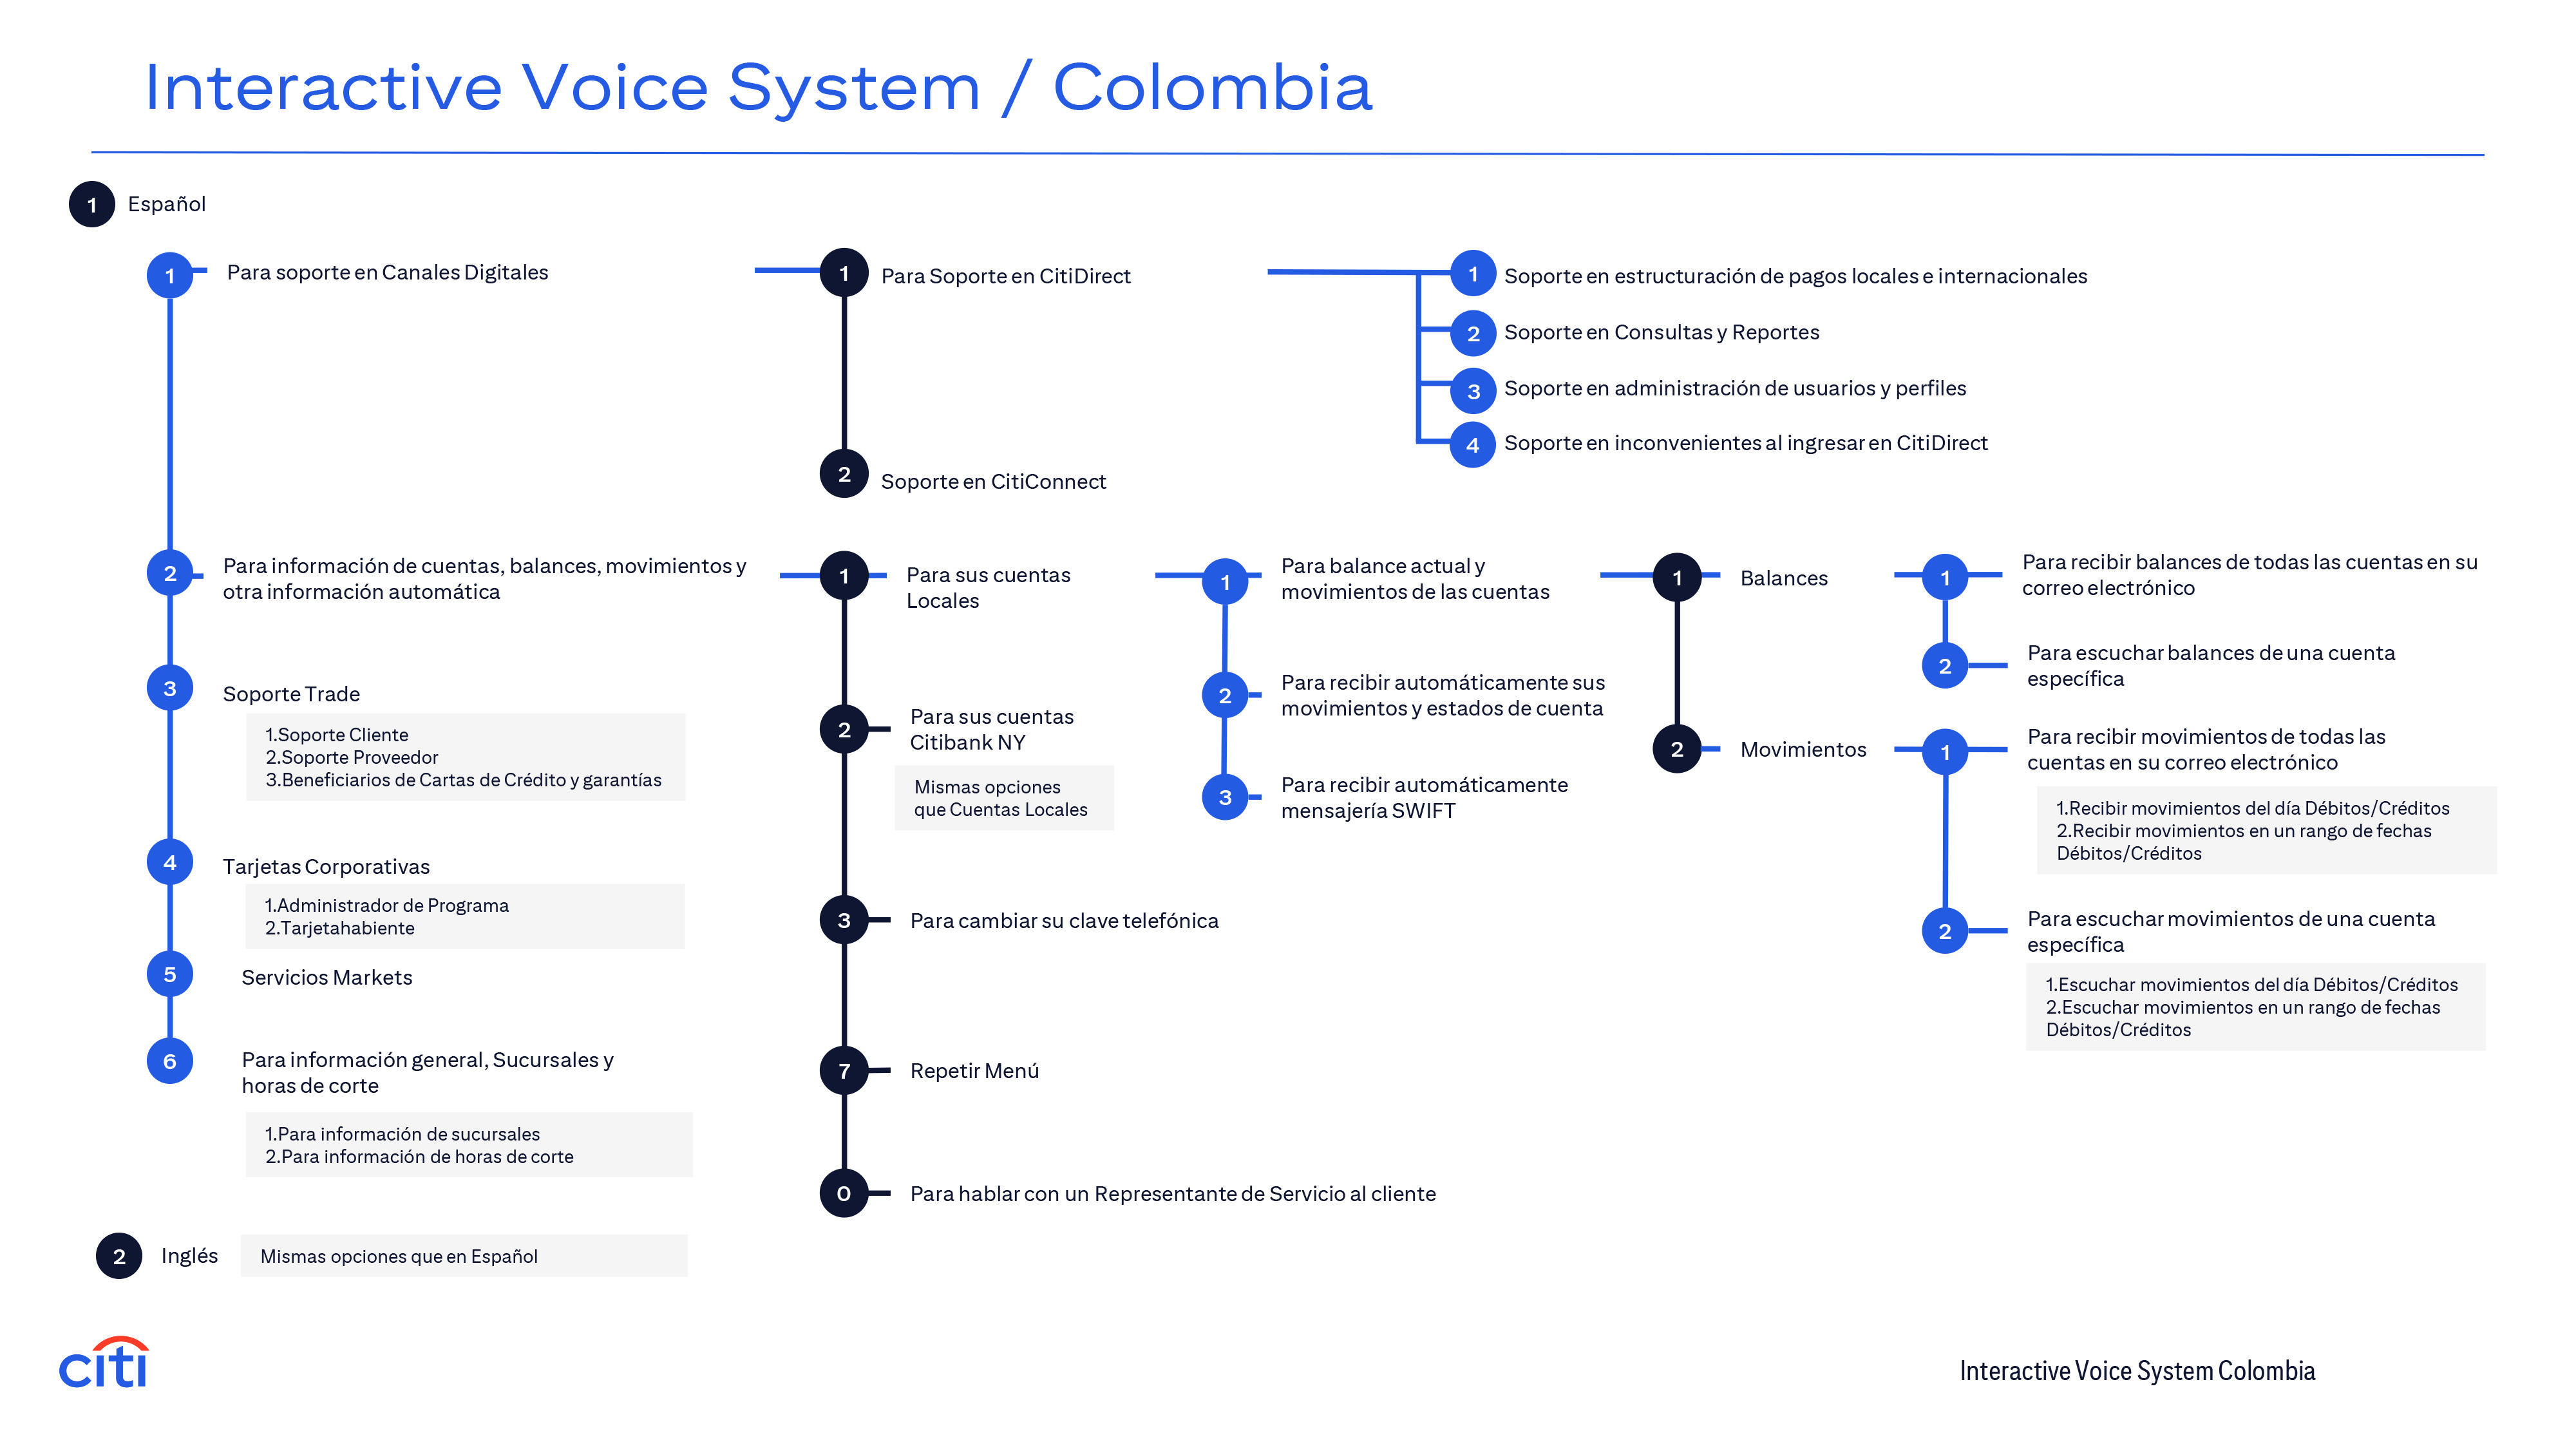 Interactive Voice System / Colombia
1 Español
1 Para soporte en Canales Digitales
1 Para Soporte en CitiDirect
1 Soporte en estructuración de pagos locales e internacionales
2 Soporte en Consultas y Reportes
3 Soporte en administración de usuarios y perfiles
4 Soporte en inconvenientes al ingresar en CitiDirect
2 Soporte en CitiConnect
2 Para información de cuentas, balances, movimientos y
otra información automática
1 Para sus cuentas
Locales
1 Para balance actual y
movimientos de las cuentas
1 Balances
1 Para recibir balances de todas las cuentas en su
correo electrónico
2 Para escuchar balances de una cuenta
específica
2 Movimientos
1 Para recibir movimientos de todas las
cuentas en su correo electrónico
1.Recibir movimientos del día Débitos/Créditos
2.Recibir movimientos en un rango de fechas
Débitos/Créditos
2 Para escuchar movimientos de una cuenta
específica
1.Escuchar movimientos del día Débitos/Créditos
2.Escuchar movimientos en un rango de fechas
Débitos/Créditos
2 Para recibir automáticamente sus
movimientos y estados de cuenta
3 Para recibir automáticamente
mensajería SWIFT
2 Para sus cuentas
Citibank NY
Mismas opciones
que Cuentas Locales
3 Para cambiar su clave telefónica
7 Repetir Menú
0 Para hablar con un Representante de Servicio al cliente
3 Soporte Trade
1.Soporte Cliente
2.Soporte Proveedor
3.Beneficiarios de Cartas de Crédito y garantías
4 Tarjetas Corporativas
1.Administrador de Programa
2.Tarjetahabiente
5 Servicios Markets
6 Para información general, Sucursales y
horas de corte
1.Para información de sucursales
2.Para información de horas de corte
2 Inglés
Mismas opciones que en Español
citi
Interactive Voice System Colombia